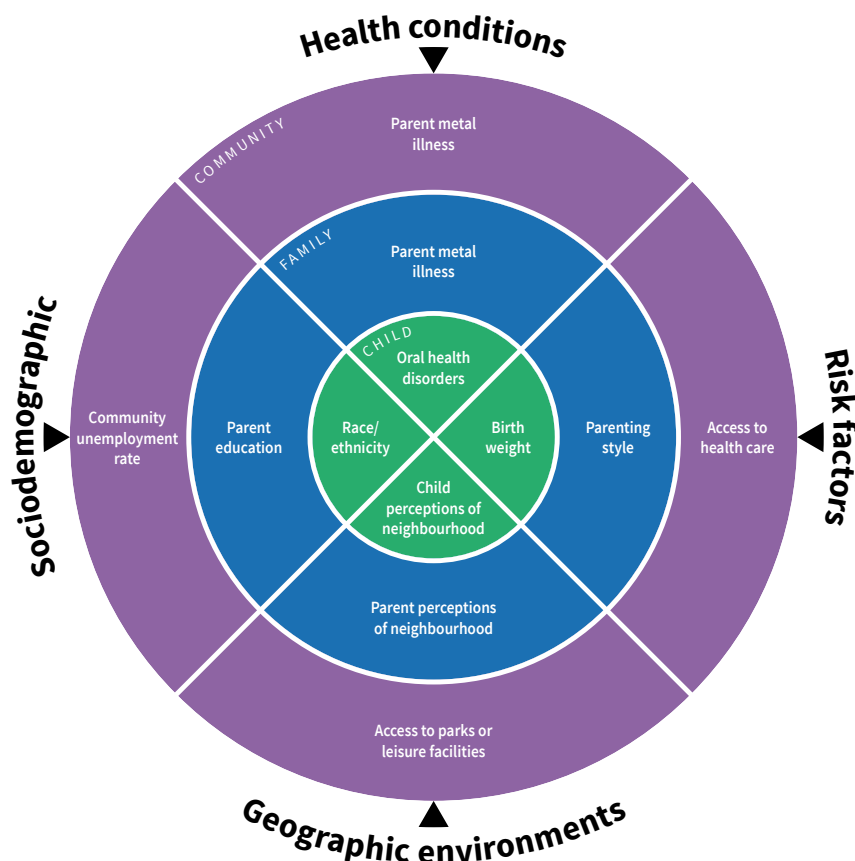 Health conditions
COMMUNITY
Parent metal
illness
FAMILY
Parent metal
illness
CHILD
Oral health
disorders
Sociodemographic
Community
unemployment
rate
Parent
education
Race/
ethnicity
Birth
weight
Parenting
style
Access to
health care
Risk factors
Child
perceptions of
neighbourhood
Parent perceptions
of neighbourhood
Access to parks or
leisure facilities
Geographic environments